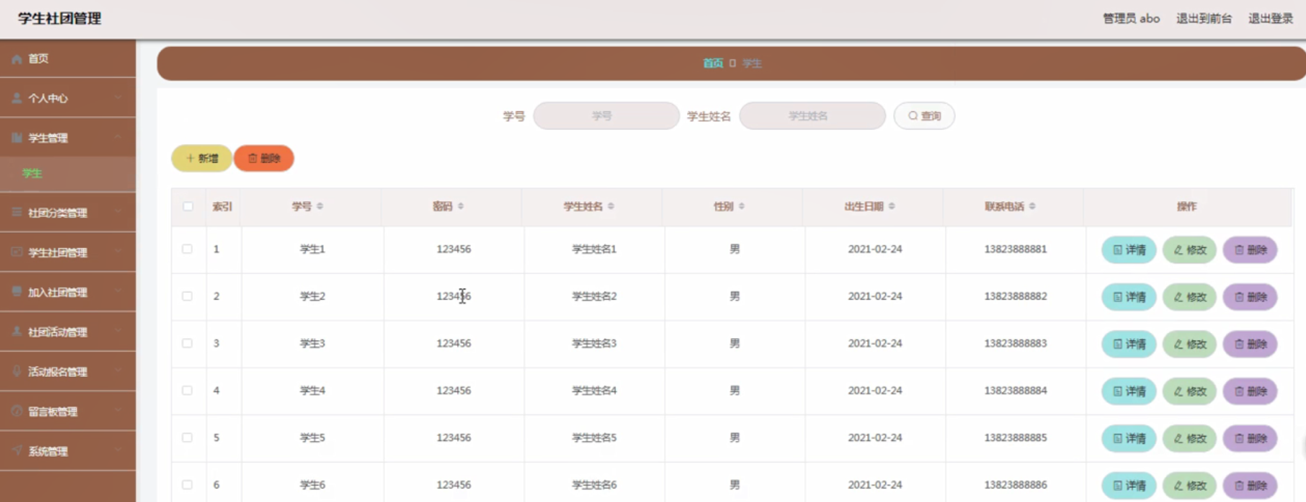 学生社团管理 管理员 abo 退出到前台 退出登录
首页
个人中心
学生管理
学生
社团分类管理
学生社团管理
加入社团管理
社团活动管理
活动报名管理
留言板管理
系统管理
首页 学生
学号 学号 学生姓名 学生姓名 查询
新增 删除
索引 学号 密码 学生姓名 性别 出生日期 联系电话 操作
1 学生1 123456 学生姓名1 男 2021-02-24 13823888881 详情 修改 删除
2 学生2 123456 学生姓名2 男 2021-02-24 13823888882 详情 修改 删除
3 学生3 123456 学生姓名3 男 2021-02-24 13823888883 详情 修改 删除
4 学生4 123456 学生姓名4 男 2021-02-24 13823888884 详情 修改 删除
5 学生5 123456 学生姓名5 男 2021-02-24 13823888885 详情 修改 删除
6 学生6 123456 学生姓名6 男 2021-02-24 13823888886 详情 修改 删除